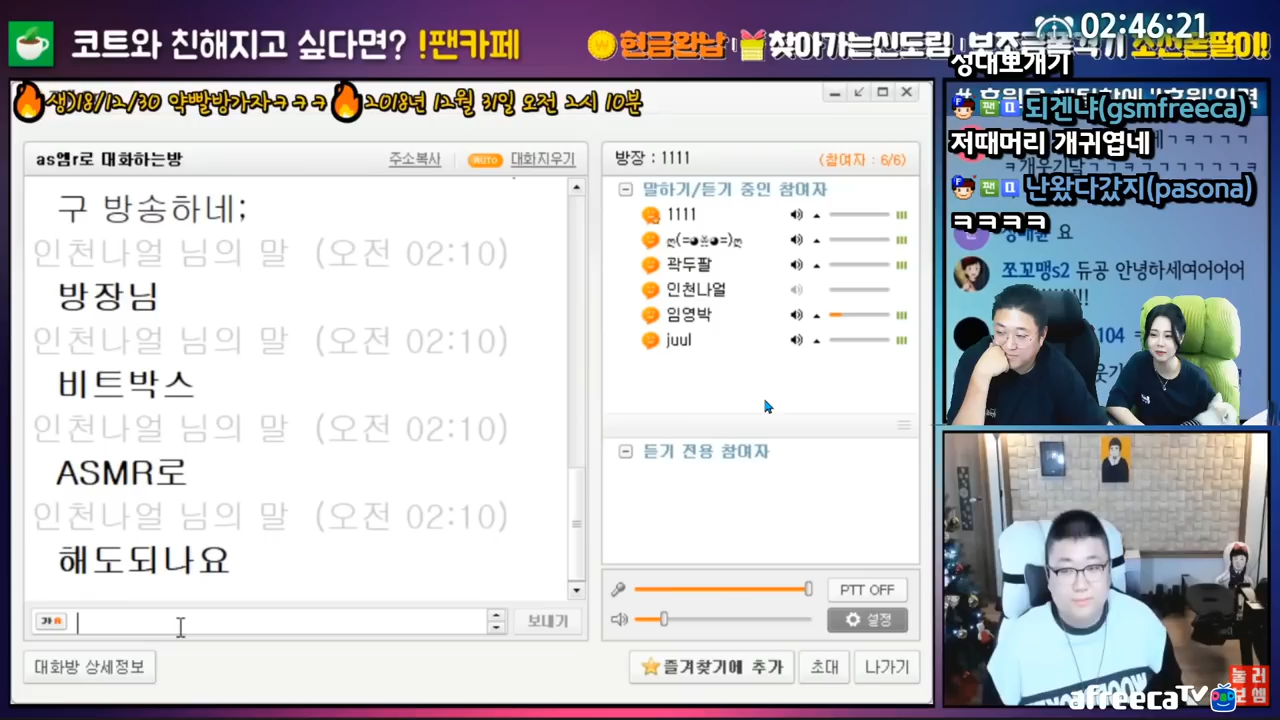 코트와 친해지고 싶다면? !팬카페
현금완납
찾아가는신도림
02:46:21
생)18/12/30 약빨방가자ㅋㅋㅋ
2018년 12월 31일 오전 2시 10분
as엠r로 대화하는방
주소복사
AUTO
대화지우기
구 방송하네;
인천나얼 님의 말 (오전 02:10)
방장님
인천나얼 님의 말 (오전 02:10)
비트박스
인천나얼 님의 말 (오전 02:10)
ASMR로
인천나얼 님의 말 (오전 02:10)
해도되나요
가
보내기
대화방 상세정보
방장 : 1111
(참여자 : 6/6)
말하기/듣기 중인 참여자
1111
ლ(=◕ˬ◕=)ლ
곽두팔
인천나얼
임영박
juul
듣기 전용 참여자
PTT OFF
설정
즐겨찾기에 추가
초대
나가기
성대뽀개기
팬 되겐냐(gsmfreeca)
저때머리 개귀엽네
팬 난왔다갔지(pasona)
ㅋㅋㅋㅋ
쪼꼬맹s2 듀공 안녕하세여어어어
104
눌러
보쎔
afreecaTV